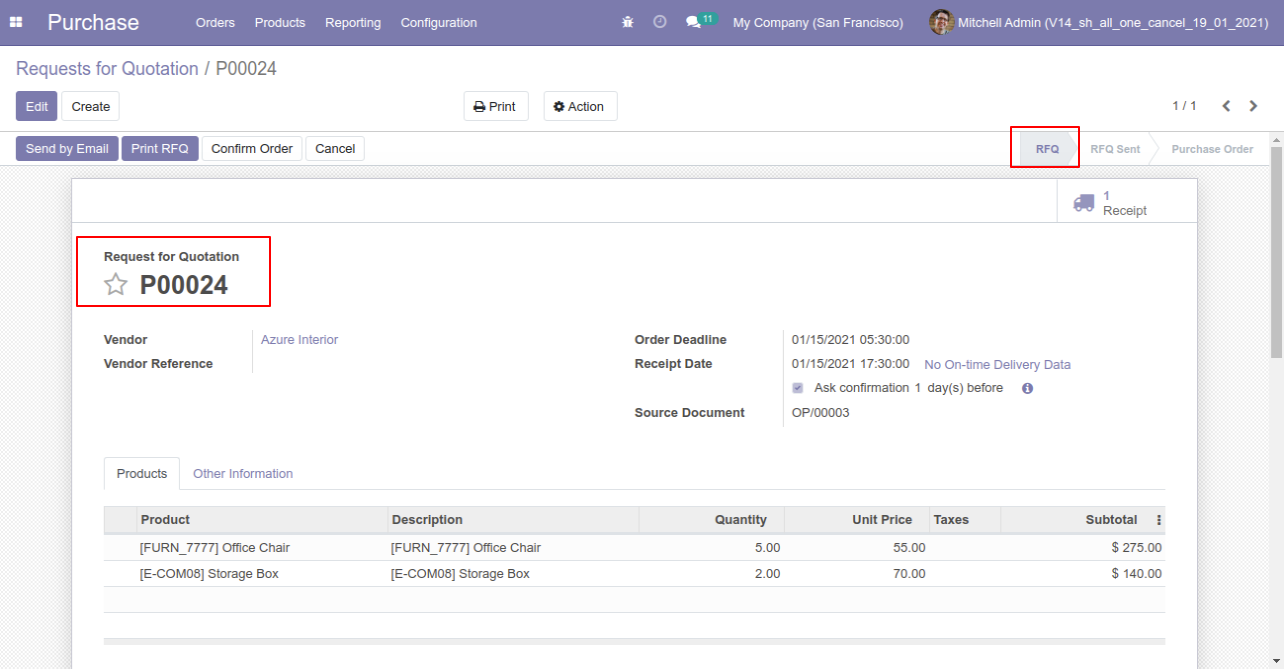 Purchase Orders Products Reporting Configuration 11 My Company (San Francisco) Mitchell Admin (V14_sh_all_one_cancel_19_01_2021)
Requests for Quotation / P00024
Edit Create Print Action 1 / 1
Send by Email Print RFQ Confirm Order Cancel RFQ RFQ Sent Purchase Order
1
Receipt
Request for Quotation
P00024
Vendor Azure Interior Order Deadline 01/15/2021 05:30:00
Vendor Reference Receipt Date 01/15/2021 17:30:00 No On-time Delivery Data
Ask confirmation 1 day(s) before
Source Document OP/00003
Products Other Information
Product Description Quantity Unit Price Taxes Subtotal
[FURN_7777] Office Chair [FURN_7777] Office Chair 5.00 55.00 $ 275.00
[E-COM08] Storage Box [E-COM08] Storage Box 2.00 70.00 $ 140.00